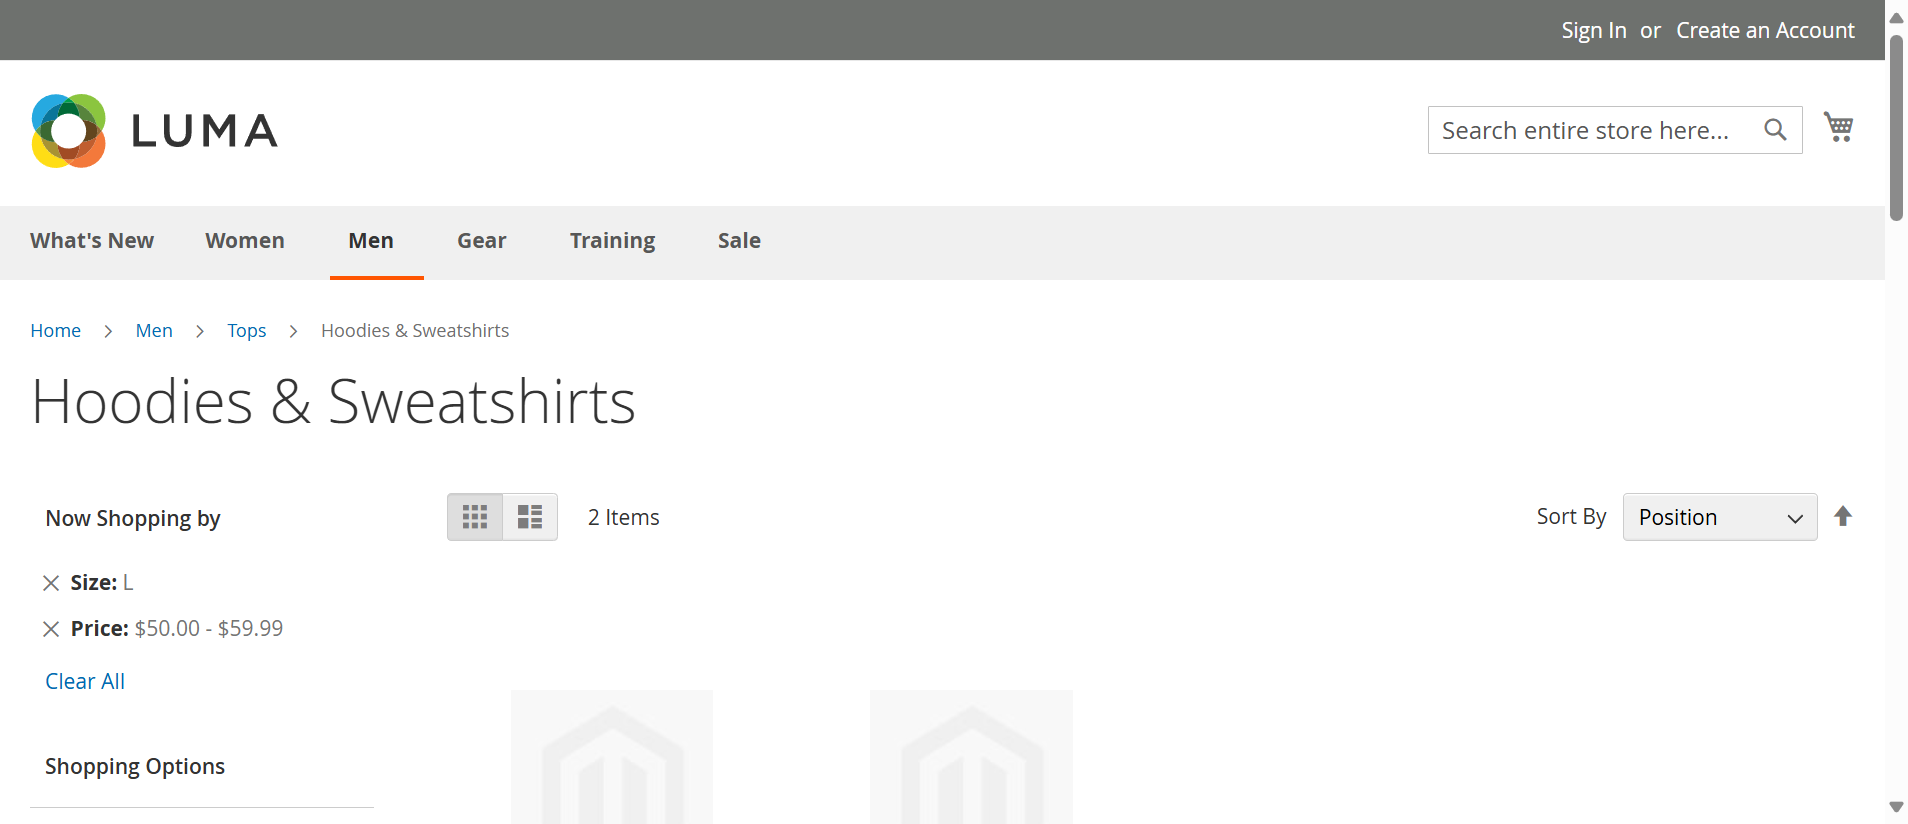 Sign In or Create an Account
LUMA
Search entire store here...
What's New Women Men Gear Training Sale
Home Men Tops Hoodies & Sweatshirts
Hoodies & Sweatshirts
Now Shopping by
2 Items
Sort By Position
Size: L
Price: $50.00 - $59.99
Clear All
Shopping Options